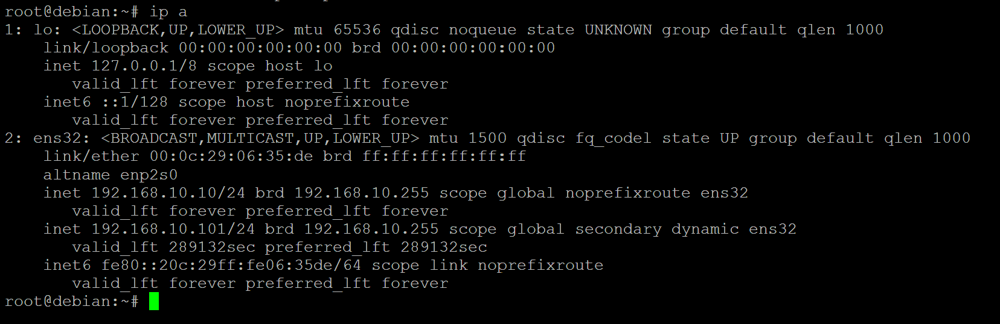 root@debian:~# ip a
1: lo: <LOOPBACK,UP,LOWER_UP> mtu 65536 qdisc noqueue state UNKNOWN group default qlen 1000
    link/loopback 00:00:00:00:00:00 brd 00:00:00:00:00:00
    inet 127.0.0.1/8 scope host lo
       valid_lft forever preferred_lft forever
    inet6 ::1/128 scope host noprefixroute
       valid_lft forever preferred_lft forever
2: ens32: <BROADCAST,MULTICAST,UP,LOWER_UP> mtu 1500 qdisc fq_codel state UP group default qlen 1000
    link/ether 00:0c:29:06:35:de brd ff:ff:ff:ff:ff:ff
    altname enp2s0
    inet 192.168.10.10/24 brd 192.168.10.255 scope global noprefixroute ens32
       valid_lft forever preferred_lft forever
    inet 192.168.10.101/24 brd 192.168.10.255 scope global secondary dynamic ens32
       valid_lft 289132sec preferred_lft 289132sec
    inet6 fe80::20c:29ff:fe06:35de/64 scope link noprefixroute
       valid_lft forever preferred_lft forever
root@debian:~#